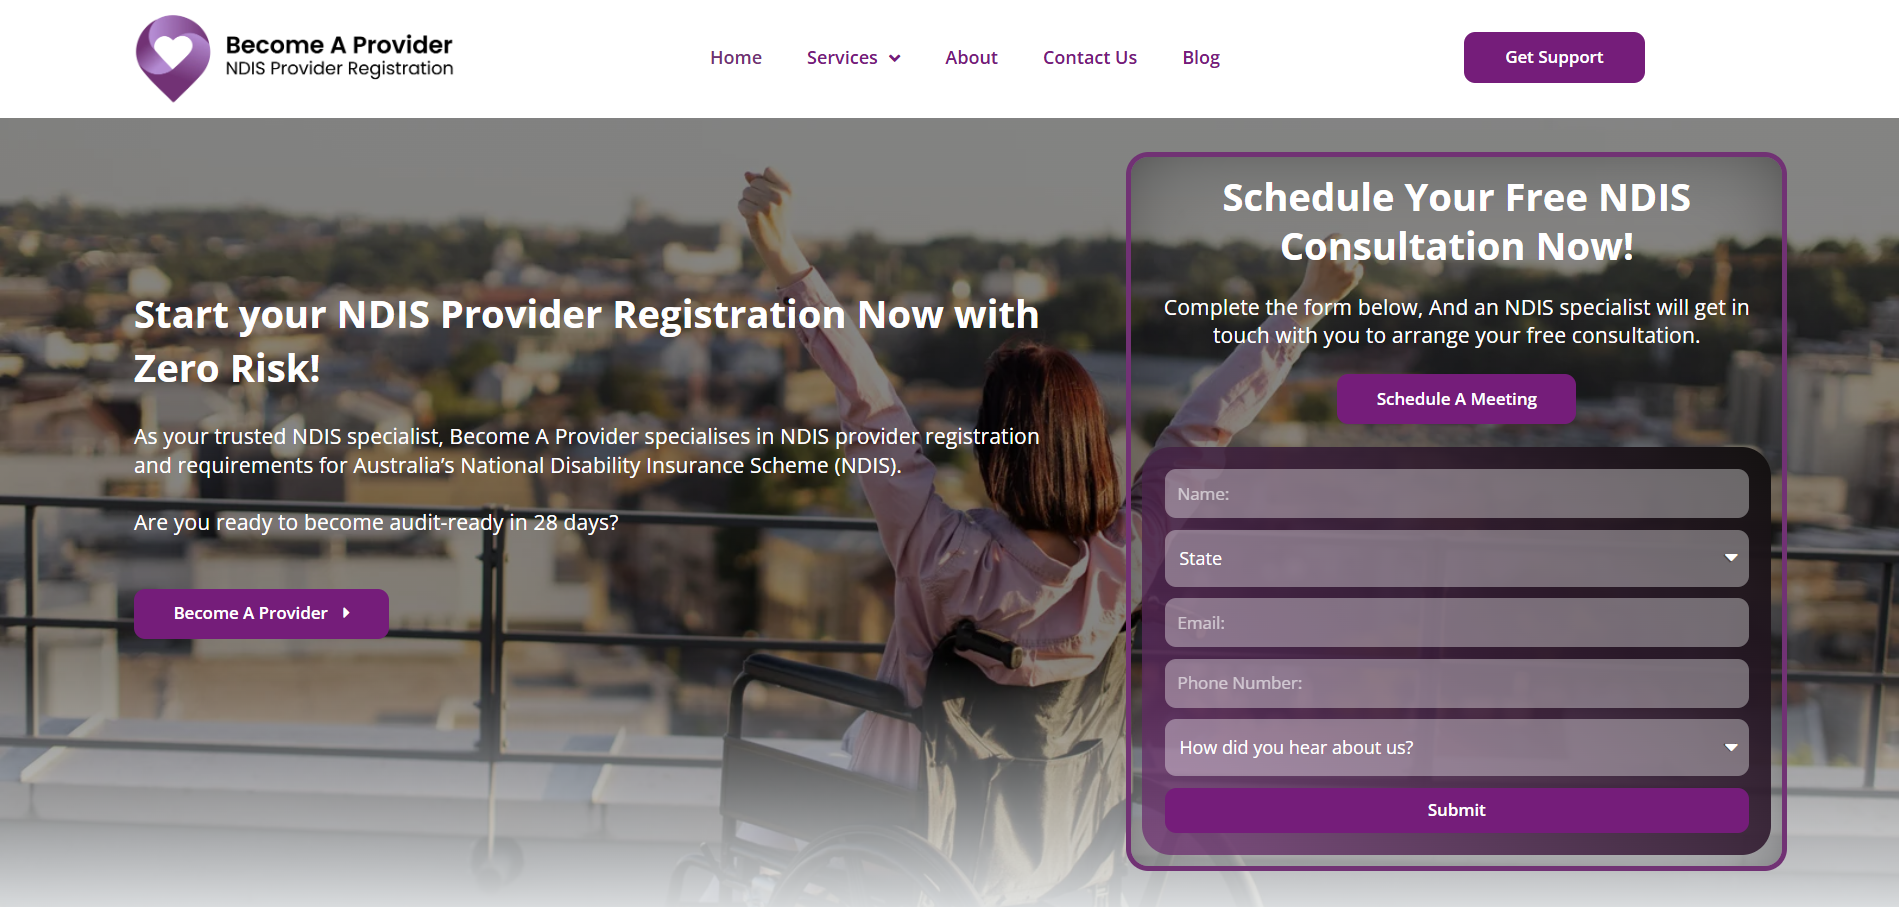 Become A Provider
NDIS Provider Registration
Home
Services
About
Contact Us
Blog
Get Support
Start your NDIS Provider Registration Now with
Zero Risk!
As your trusted NDIS specialist, Become A Provider specialises in NDIS provider registration
and requirements for Australia’s National Disability Insurance Scheme (NDIS).
Are you ready to become audit-ready in 28 days?
Become A Provider
Schedule Your Free NDIS
Consultation Now!
Complete the form below, And an NDIS specialist will get in
touch with you to arrange your free consultation.
Schedule A Meeting
Name:
State
Email:
Phone Number:
How did you hear about us?
Submit